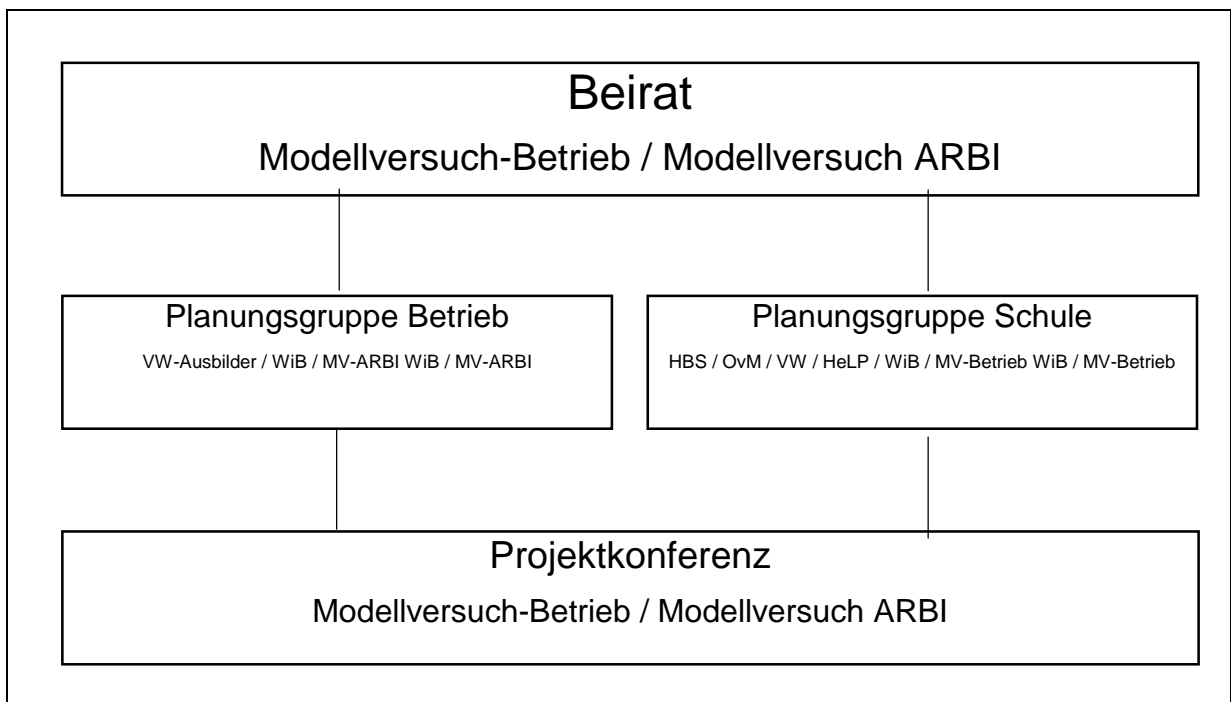 Beirat
Modellversuch-Betrieb / Modellversuch ARBI
Planungsgruppe Betrieb
VW-Ausbilder / WiB / MV-ARBI WiB / MV-ARBI
Planungsgruppe Schule
HBS / OvM / VW / HeLP / WiB / MV-Betrieb WiB / MV-Betrieb
Projektkonferenz
Modellversuch-Betrieb / Modellversuch ARBI